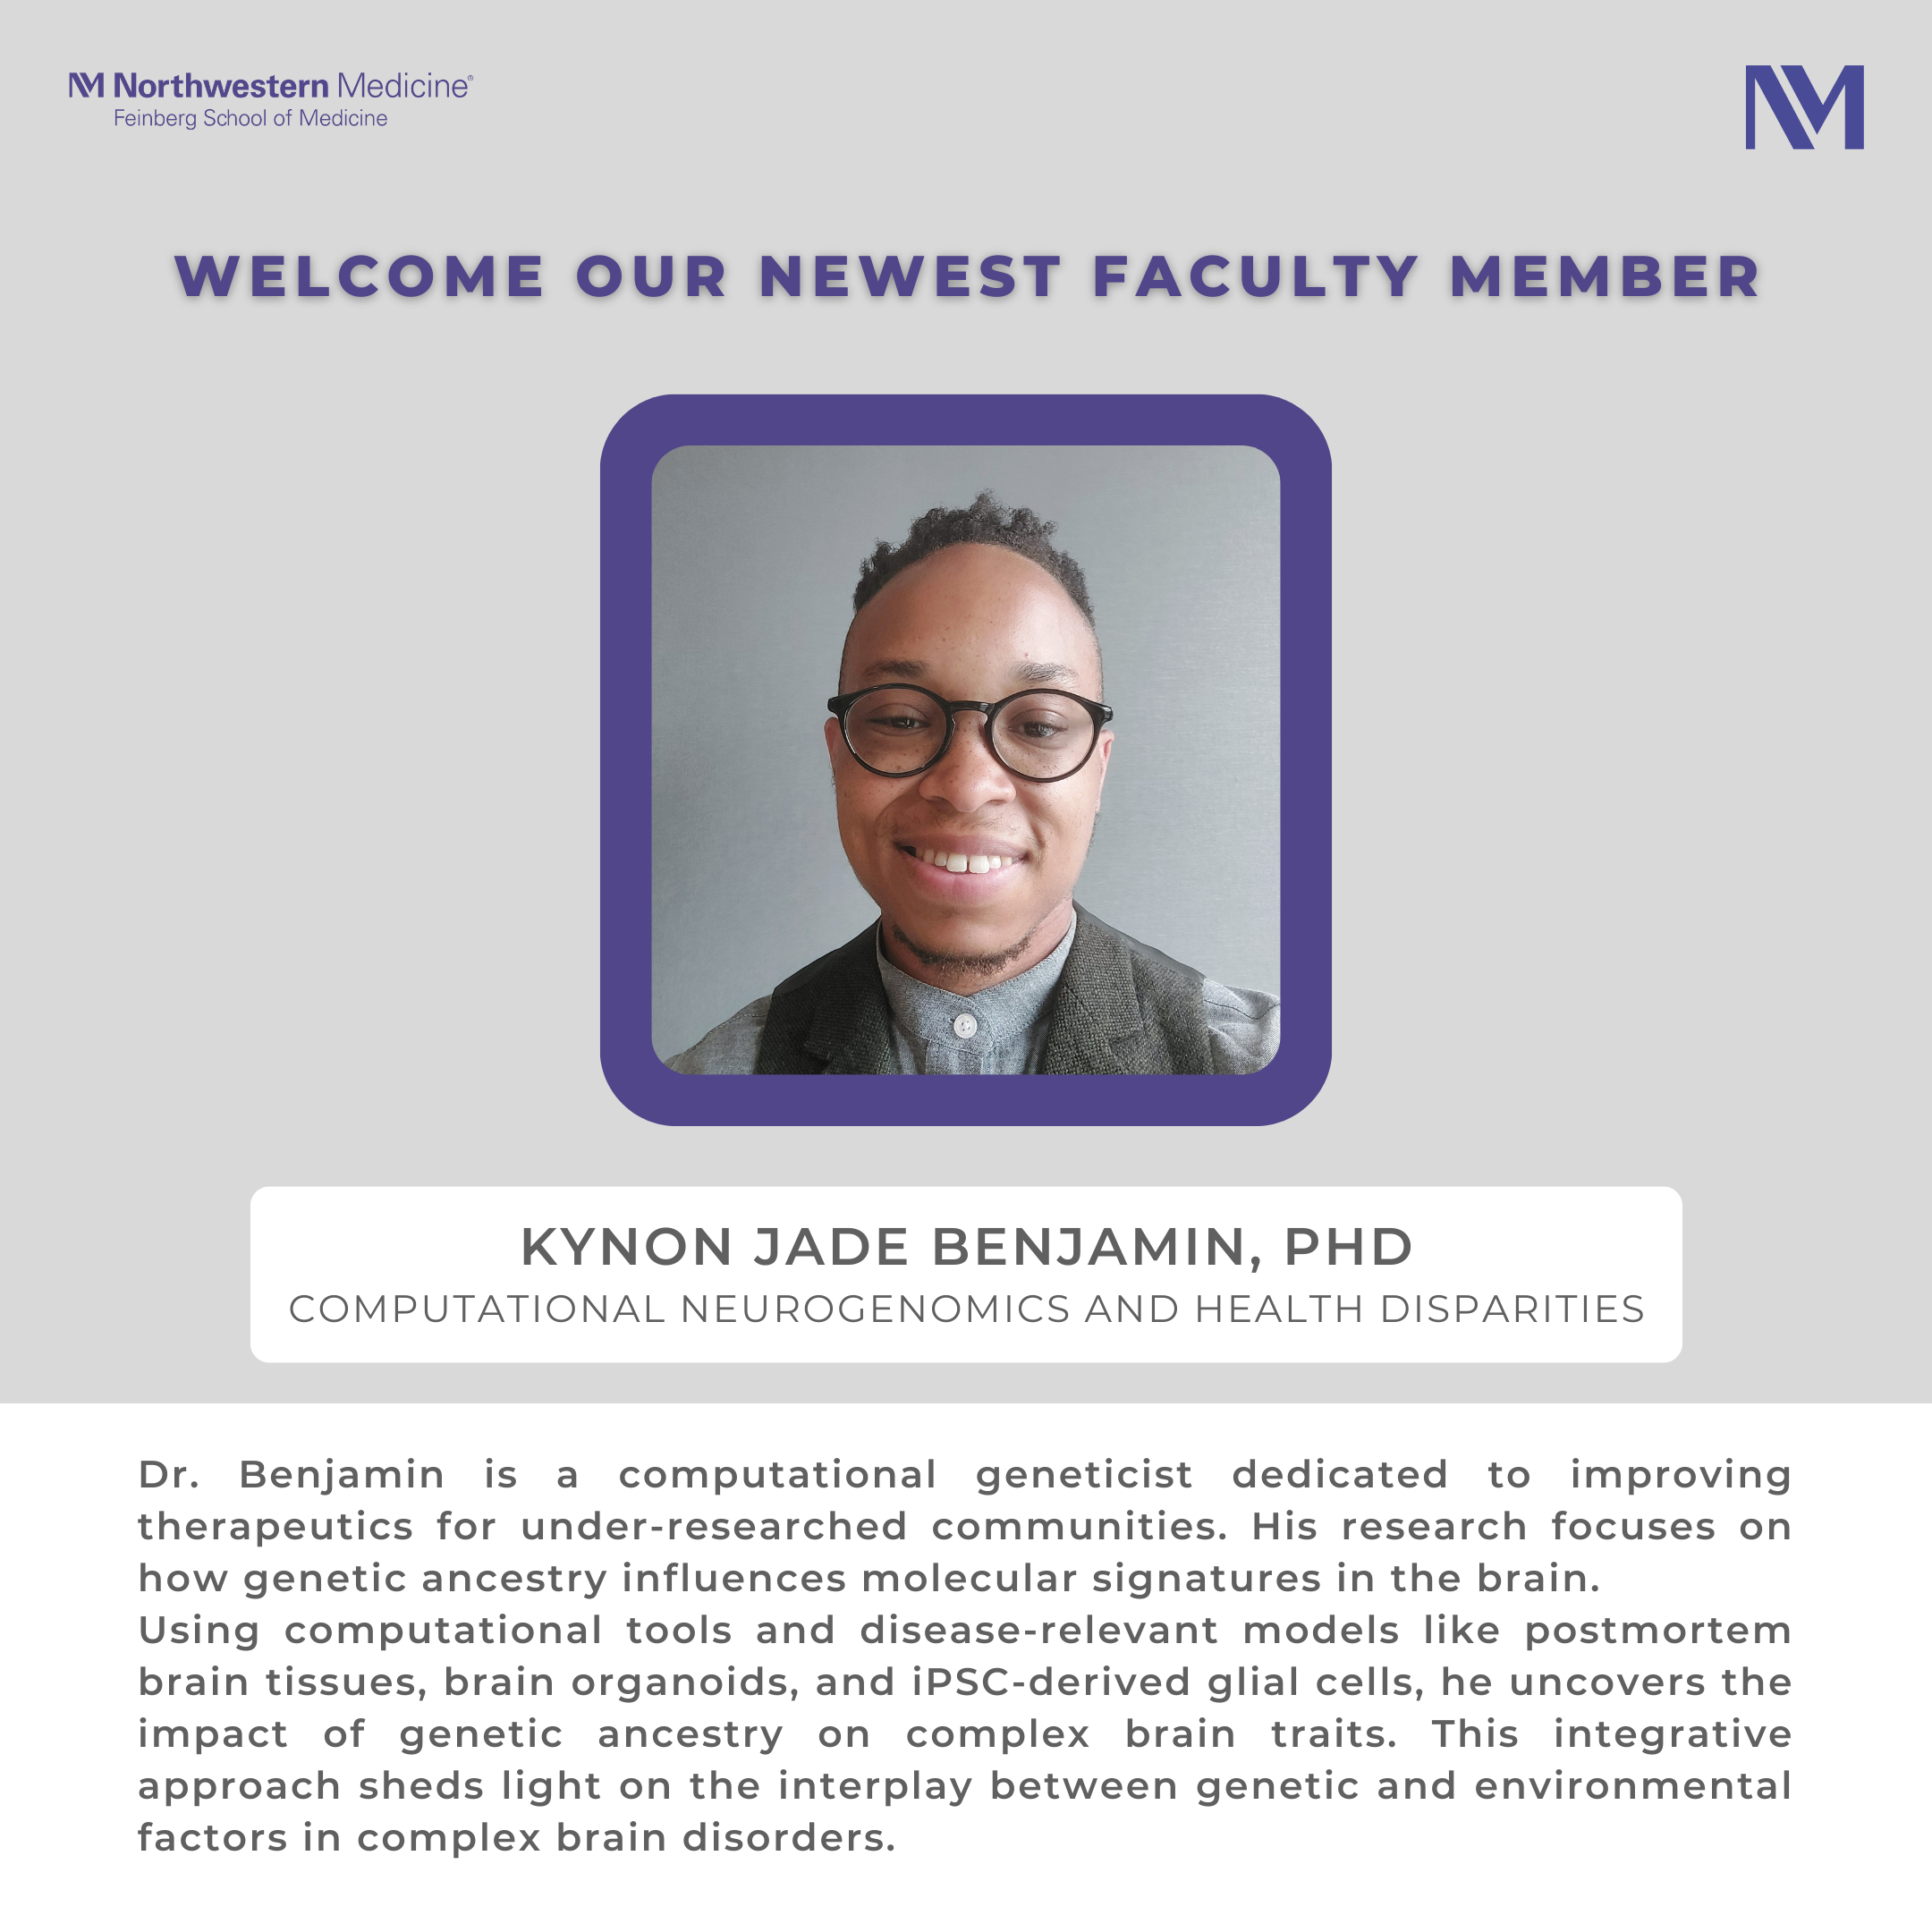 Northwestern Medicine®
Feinberg School of Medicine
NM
WELCOME OUR NEWEST FACULTY MEMBER
KYNON JADE BENJAMIN, PHD
COMPUTATIONAL NEUROGENOMICS AND HEALTH DISPARITIES
Dr. Benjamin is a computational geneticist dedicated to improving
therapeutics for under-researched communities. His research focuses on
how genetic ancestry influences molecular signatures in the brain.
Using computational tools and disease-relevant models like postmortem
brain tissues, brain organoids, and iPSC-derived glial cells, he uncovers the
impact of genetic ancestry on complex brain traits. This integrative
approach sheds light on the interplay between genetic and environmental
factors in complex brain disorders.